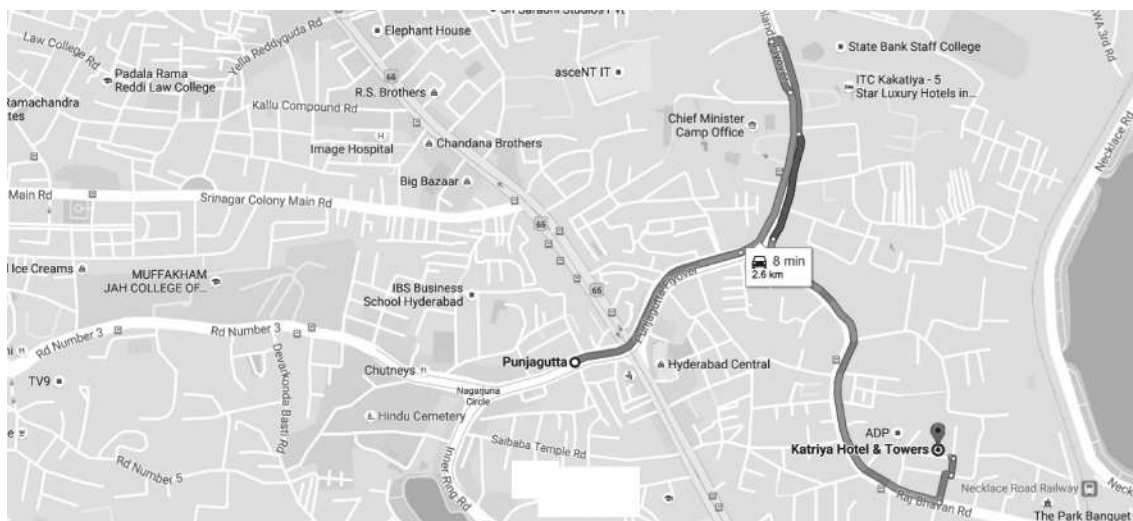 Sri Saradhi Studios Pvt
Elephant House
Law College Rd
Yella Reddyguda Rd
Padala Rama
Reddi Law College
State Bank Staff College
asceNT IT
ITC Kakatiya - 5
Star Luxury Hotels in...
R.S. Brothers
66
Kallu Compound Rd
Ramachandra
Chief Minister
Camp Office
Image Hospital
Chandana Brothers
Necklace Rd
Big Bazaar
Main Rd
Srinagar Colony Main Rd
66
Ice Creams
8 min
2.6 km
MUFFAKHAM
JAH COLLEGE OF...
IBS Business
School Hyderabad
66
Punjagutta Flyover
Rd Number 3
Rd Number 3
Punjagutta
Hyderabad Central
Chutneys
TV9
Devarkonda Basti Rd
Nagarjuna
Circle
Hindu Cemetery
Saibaba Temple Rd
ADP
Katriya Hotel & Towers
Inner Ring Rd
Rd Number 5
Necklace Road Railway
Raj Bhavan Rd
The Park Banquet